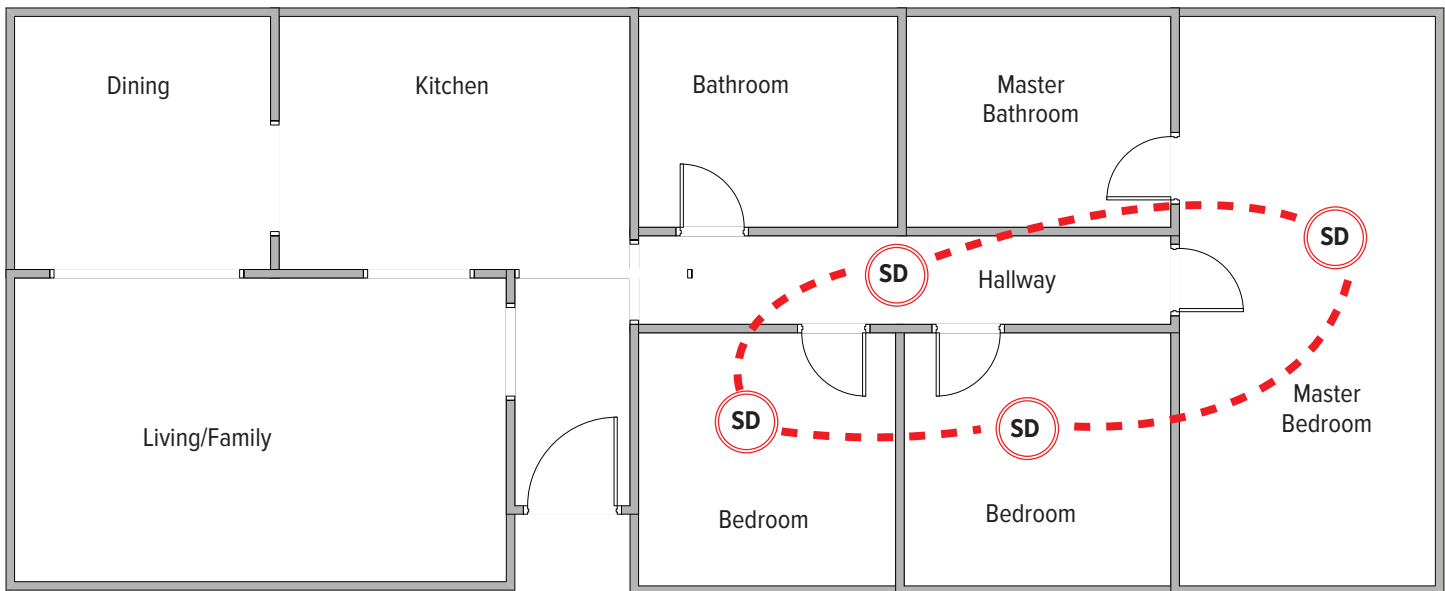 Dining
Kitchen
Bathroom
Master
Bathroom
SD
SD
Hallway
Master
Bedroom
SD
SD
Living/Family
Bedroom
Bedroom